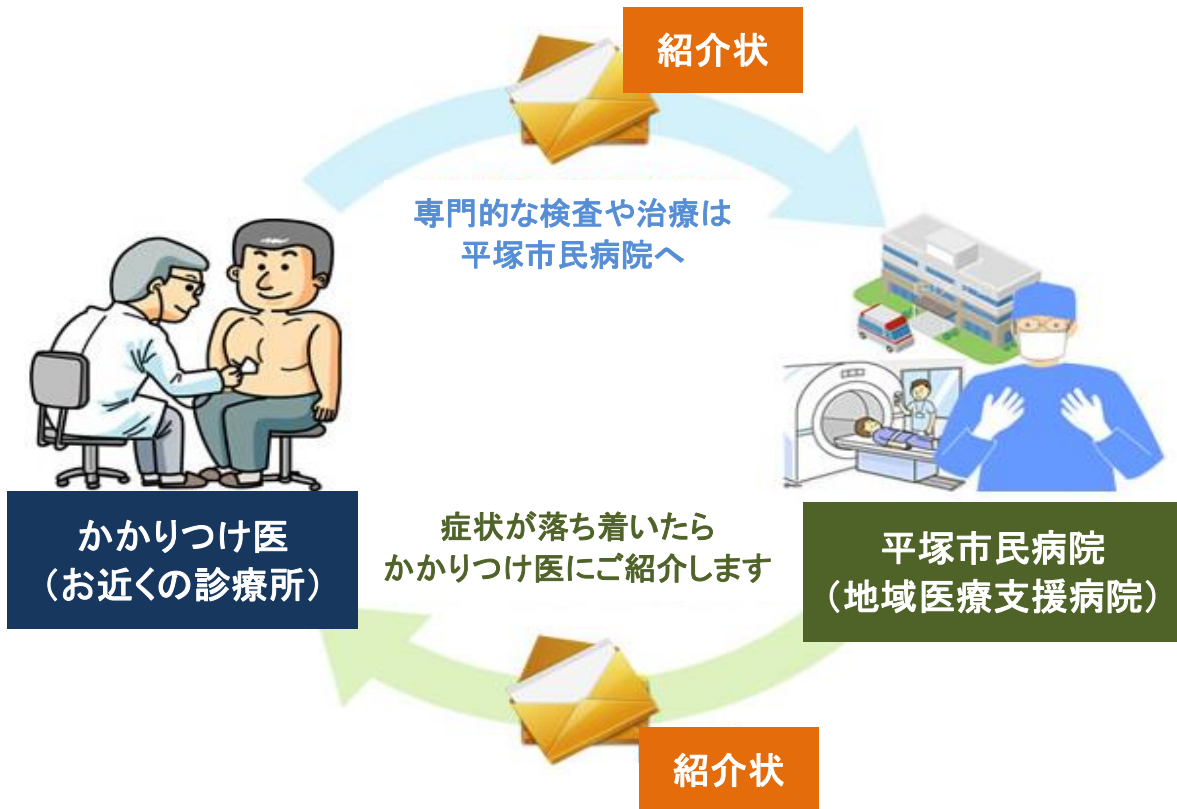 紹介状
専門的な検査や治療は
平塚市民病院へ
かかりつけ医
（お近くの診療所）
症状が落ち着いたら
かかりつけ医にご紹介します
平塚市民病院
（地域医療支援病院）
紹介状